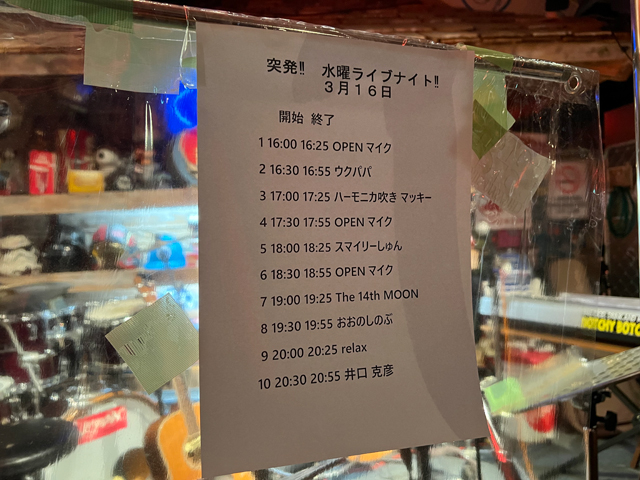 突発!! 水曜ライブナイト!!
3月16日
開始 終了
1 16:00 16:25 OPEN マイク
2 16:30 16:55 ウクパパ
3 17:00 17:25 ハーモニカ吹き マッキー
4 17:30 17:55 OPEN マイク
5 18:00 18:25 スマイリーしゅん
6 18:30 18:55 OPEN マイク
7 19:00 19:25 The 14th MOON
8 19:30 19:55 おおのしのぶ
9 20:00 20:25 relax
10 20:30 20:55 井口 克彦
BOTCHY BOTC